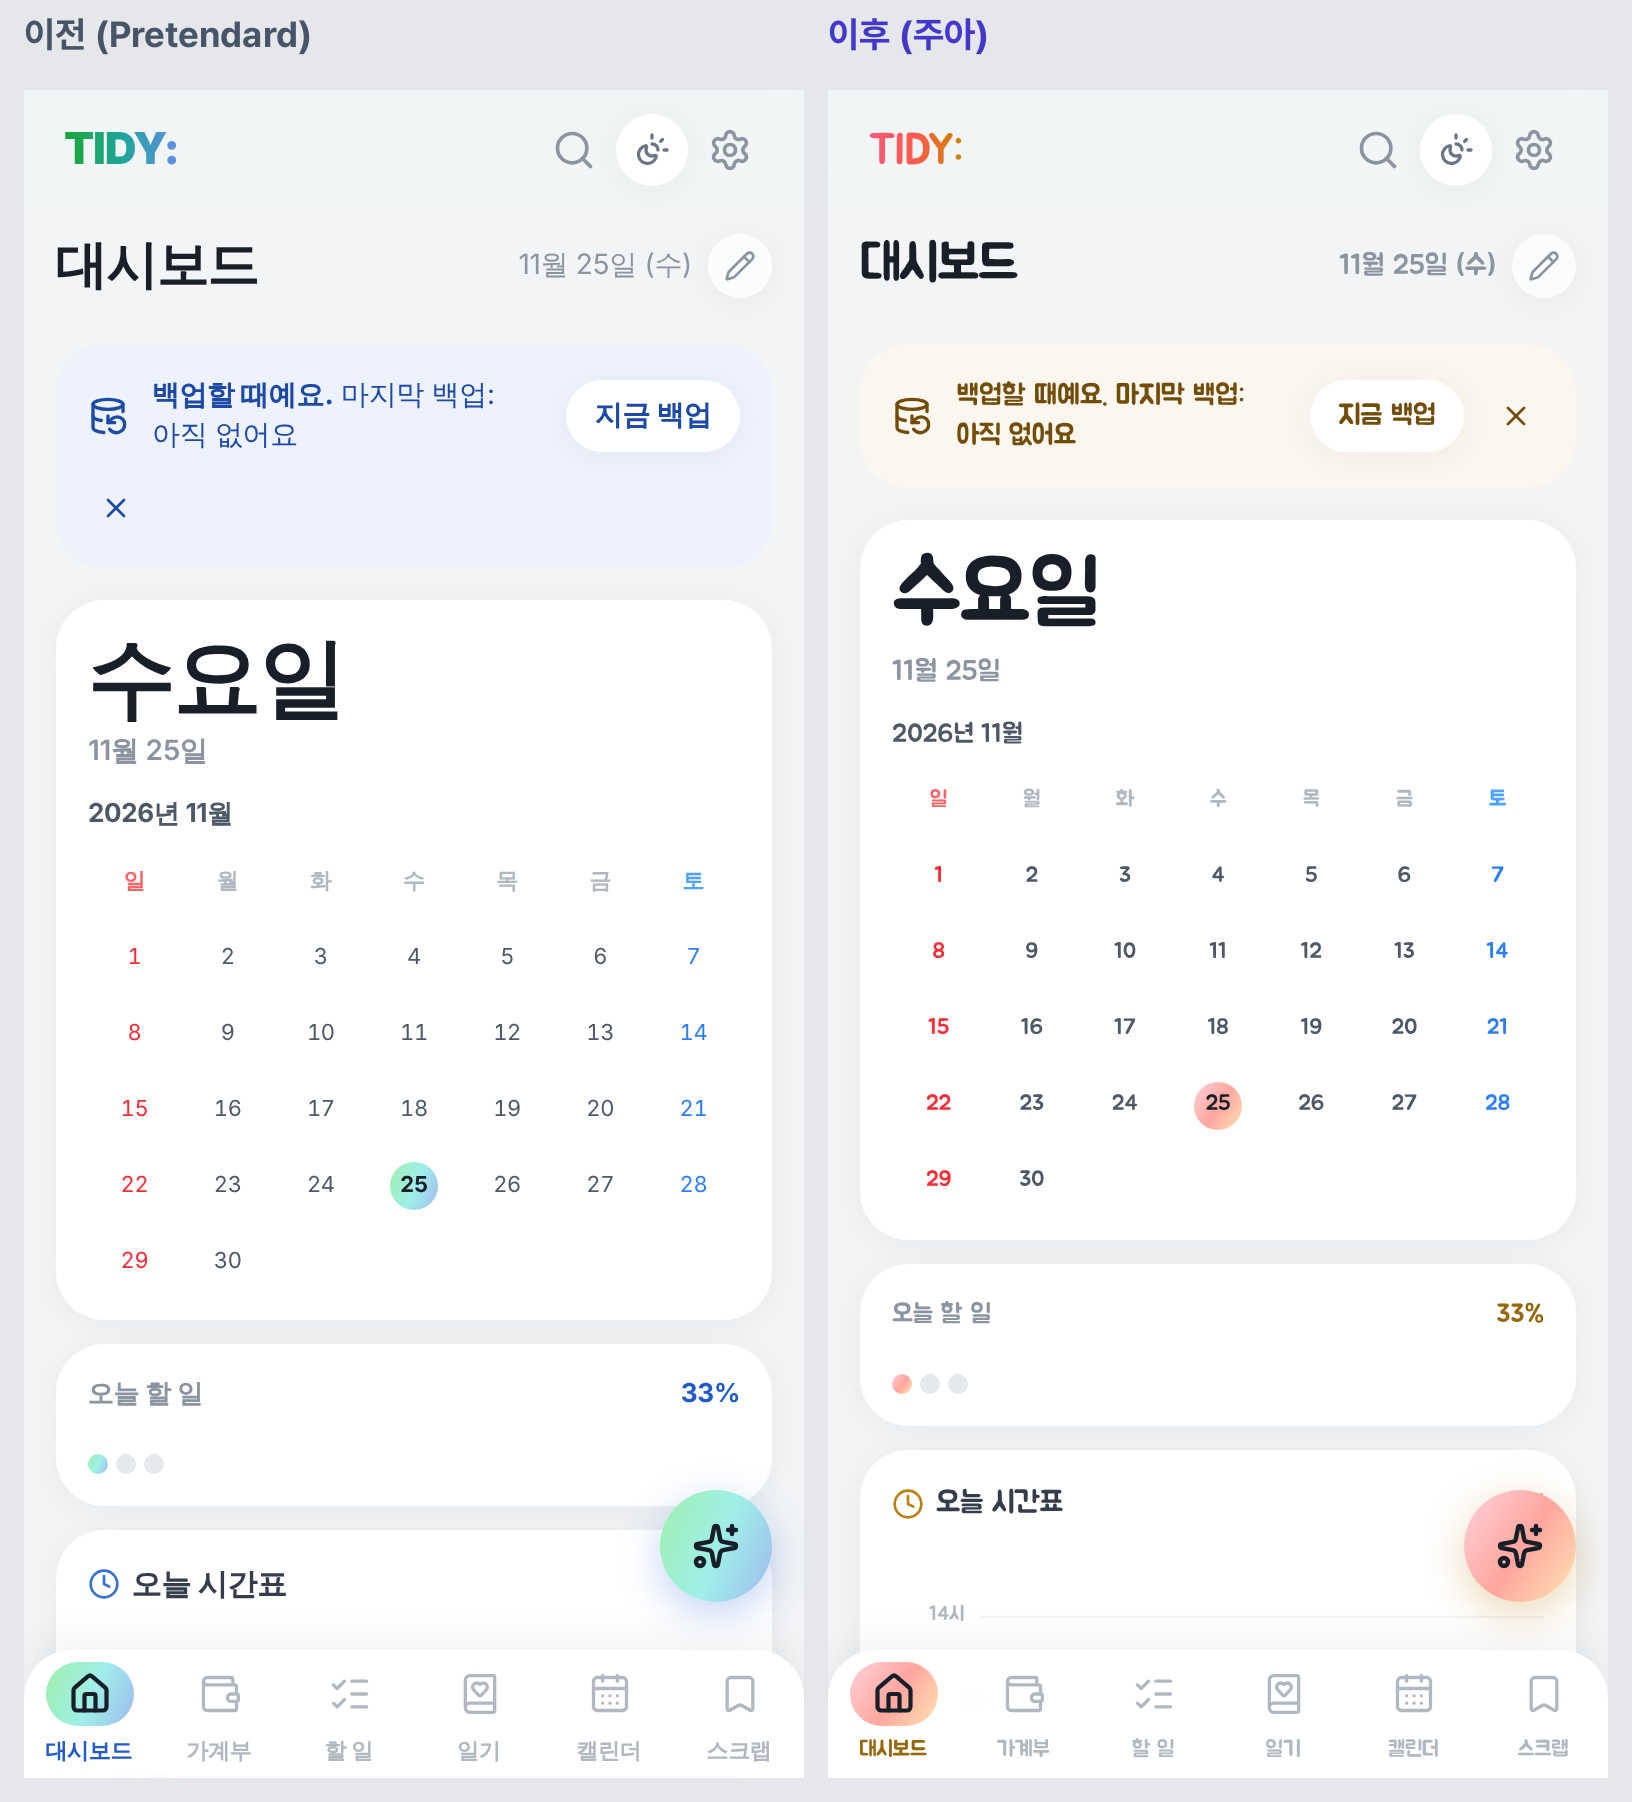 이전 (Pretendard)
TIDY:
대시보드
11월 25일 (수)
백업할 때예요. 마지막 백업:
아직 없어요
지금 백업
수요일
11월 25일
2026년 11월
일 월 화 수 목 금 토
1 2 3 4 5 6 7
8 9 10 11 12 13 14
15 16 17 18 19 20 21
22 23 24 25 26 27 28
29 30
오늘 할 일
33%
오늘 시간표
대시보드 가계부 할 일 일기 캘린더 스크랩
이후 (주아)
TIDY:
대시보드
11월 25일 (수)
백업할 때예요. 마지막 백업:
아직 없어요
지금 백업
수요일
11월 25일
2026년 11월
일 월 화 수 목 금 토
1 2 3 4 5 6 7
8 9 10 11 12 13 14
15 16 17 18 19 20 21
22 23 24 25 26 27 28
29 30
오늘 할 일
33%
오늘 시간표
14시
대시보드 가계부 할 일 일기 캘린더 스크랩